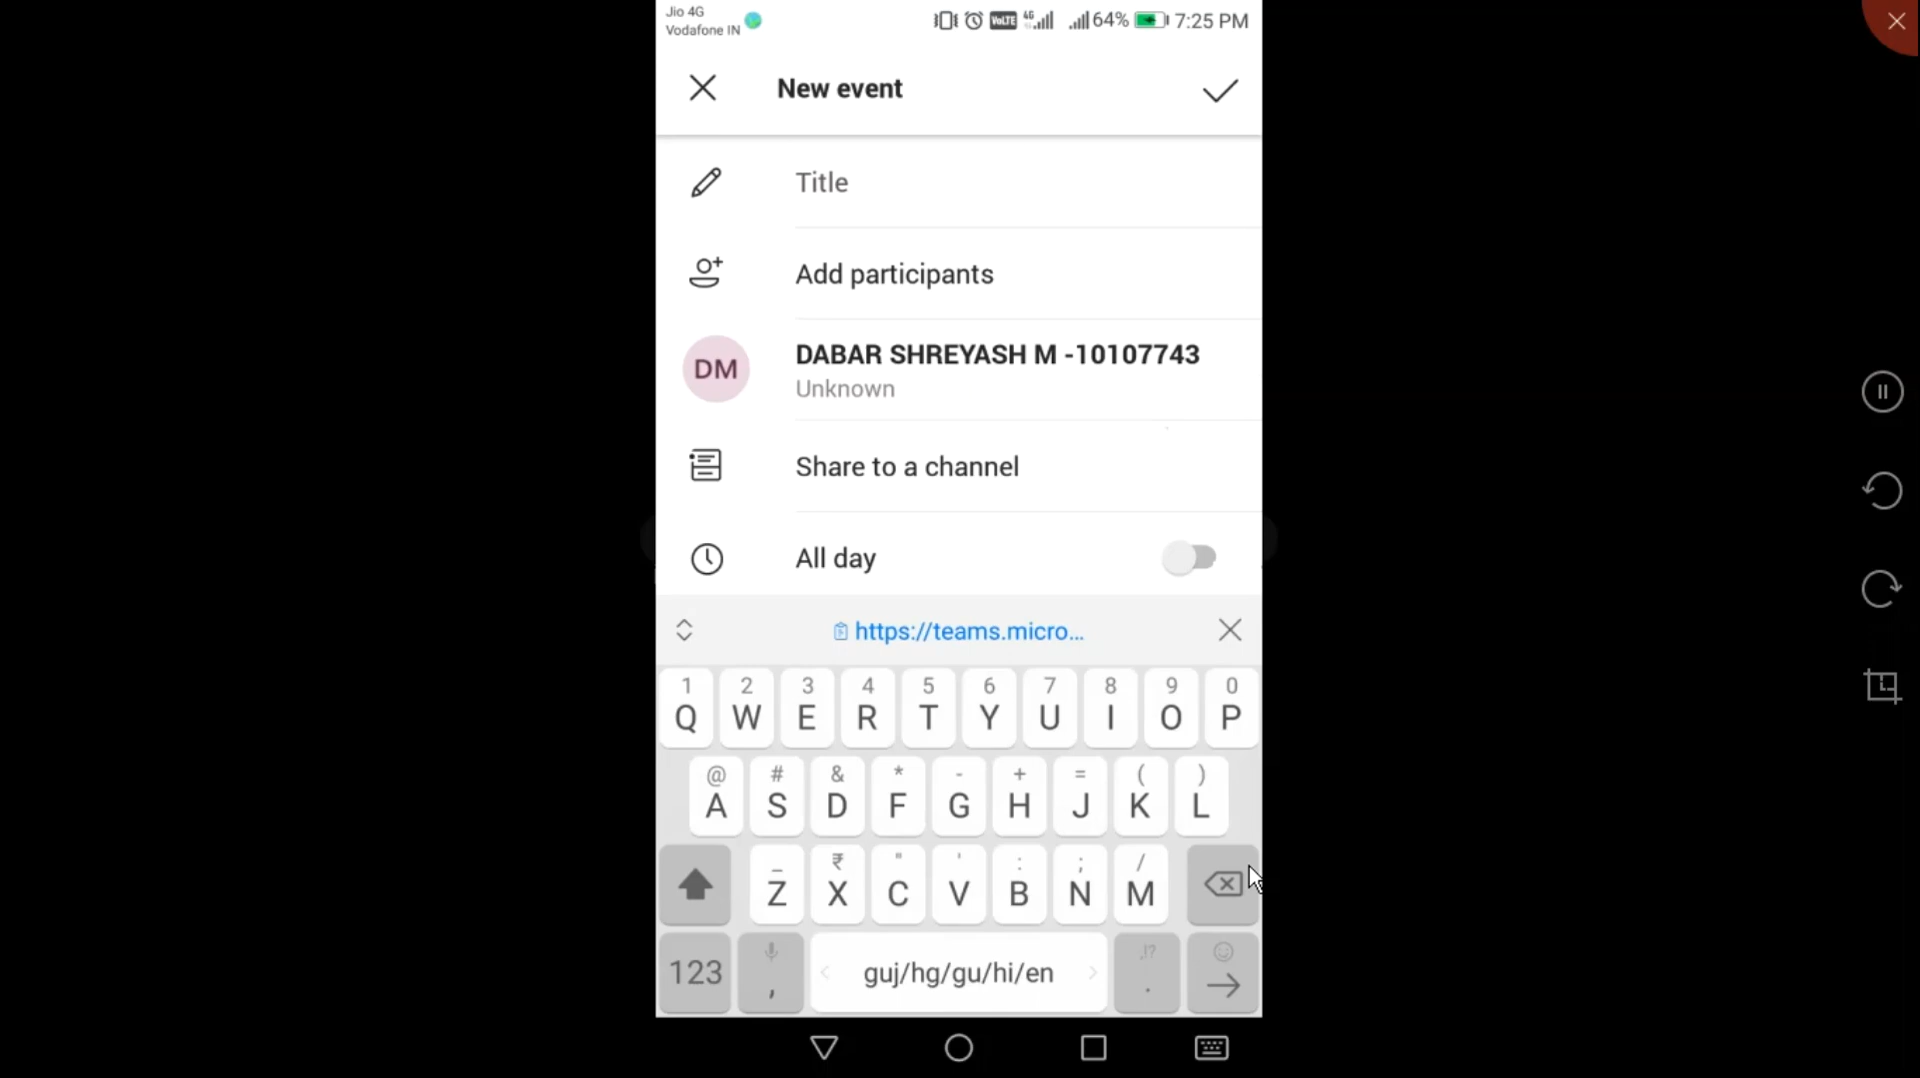 Jio 4G
Vodafone IN
VoLTE 4G 64% 7:25 PM
New event
Title
Add participants
DM
DABAR SHREYASH M -10107743
Unknown
Share to a channel
All day
https://teams.micro...
1 2 3 4 5 6 7 8 9 0
Q W E R T Y U I O P
@ # & * - + = ( )
A S D F G H J K L
_ ₹ " ' : ; /
Z X C V B N M
,!?
123 , guj/hg/gu/hi/en .